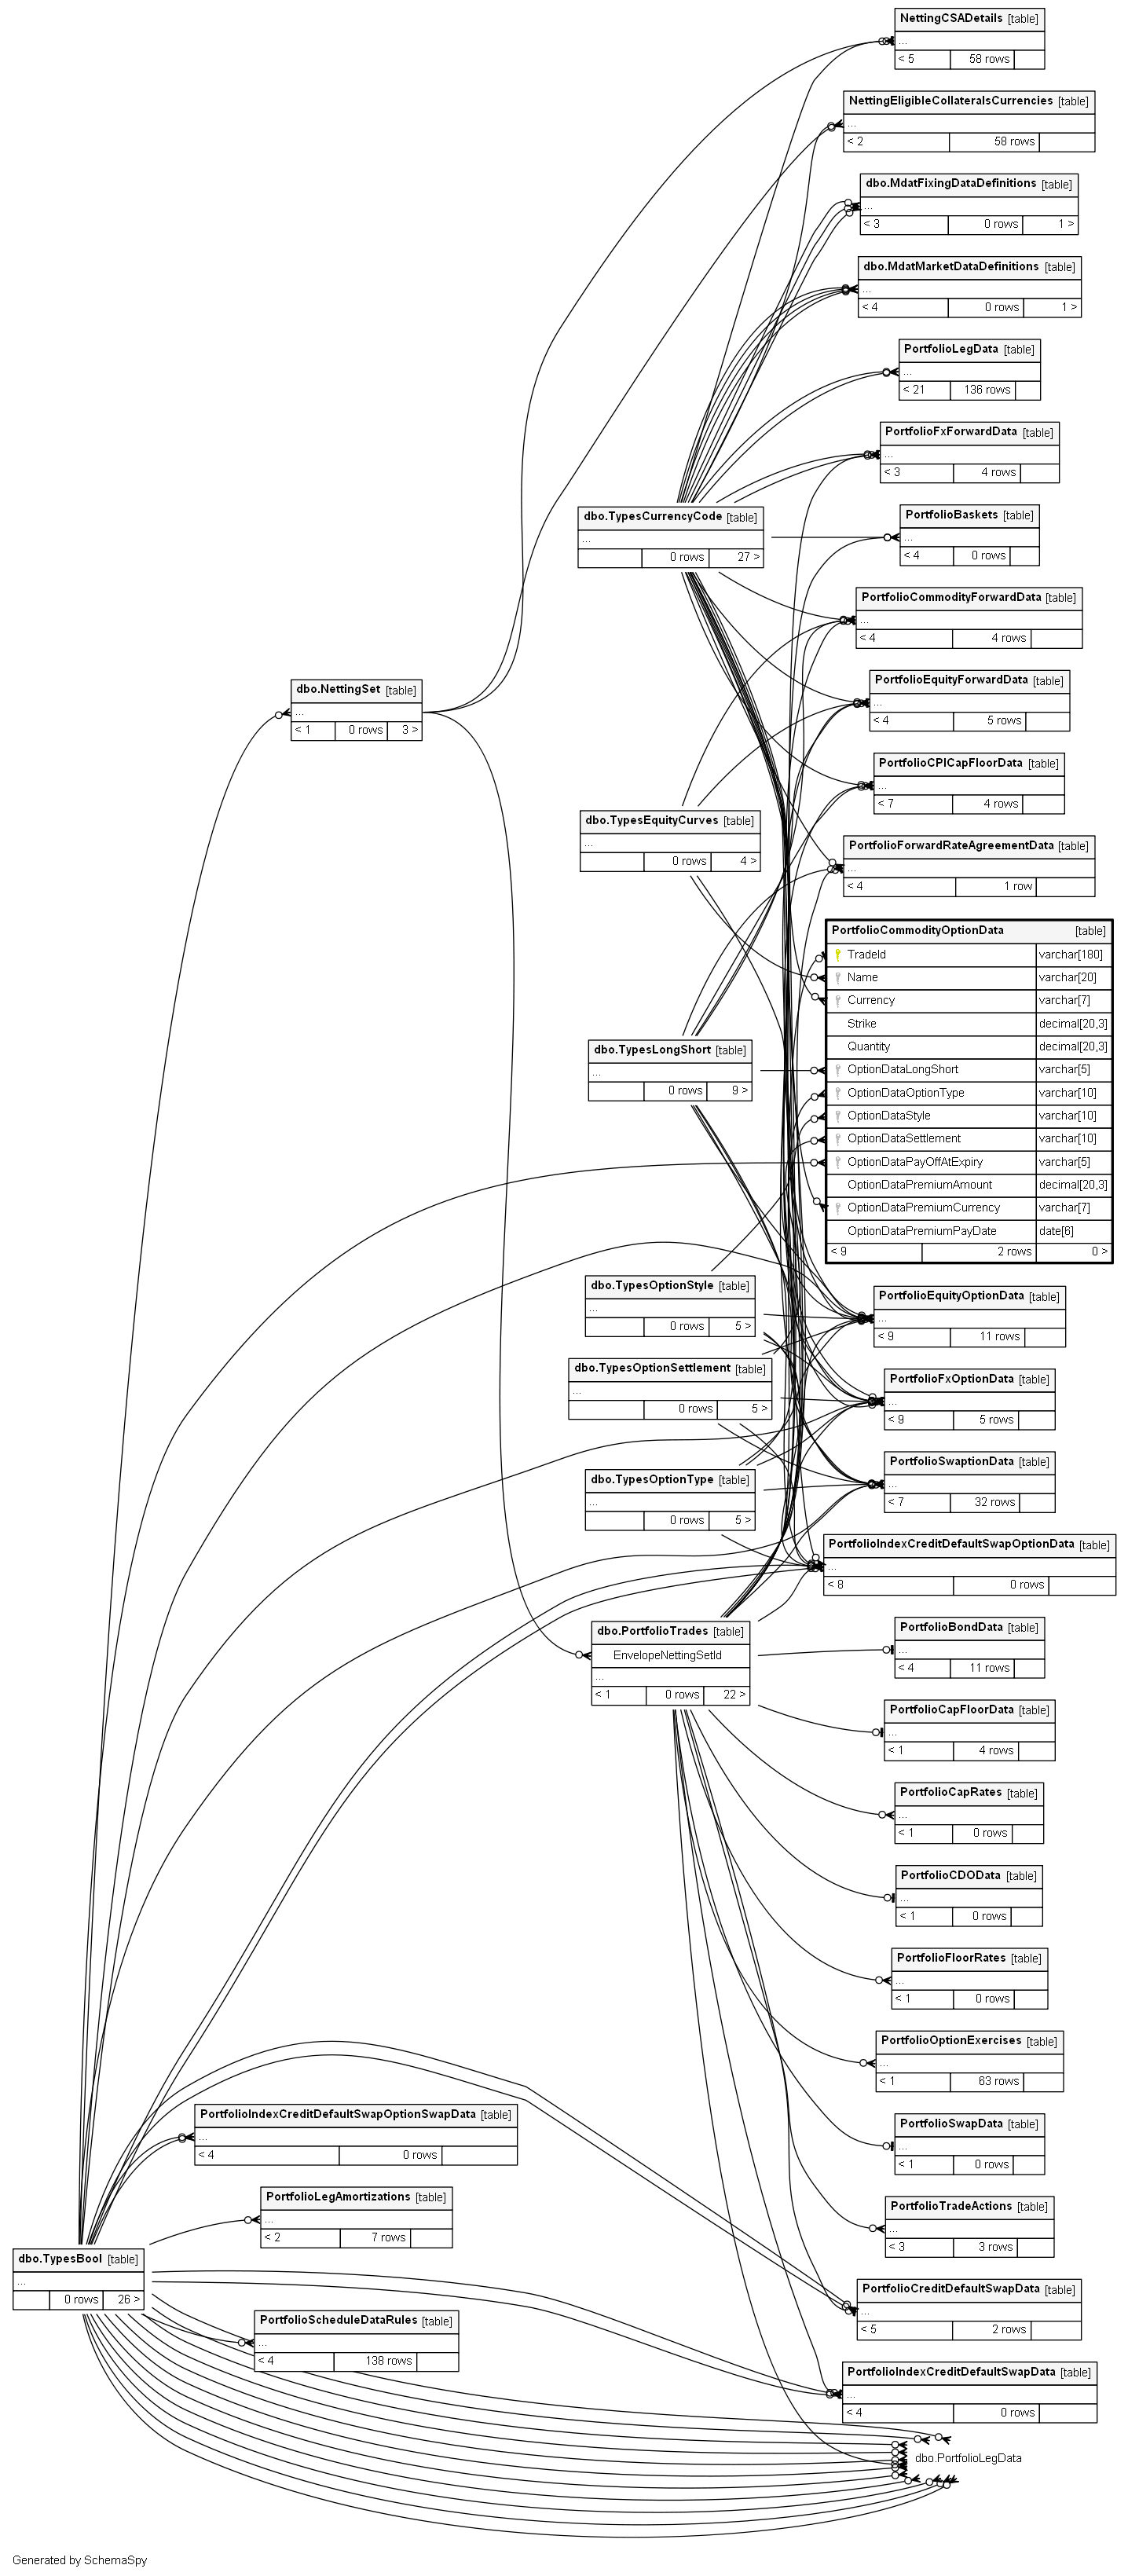 NettingCSADetails [table]
...
< 5 58 rows
NettingEligibleCollateralsCurrencies [table]
...
< 2 58 rows
dbo.MdatFixingDataDefinitions [table]
...
< 3 0 rows 1 >
dbo.MdatMarketDataDefinitions [table]
...
< 4 0 rows 1 >
PortfolioLegData [table]
...
< 21 136 rows
PortfolioFxForwardData [table]
...
< 3 4 rows
dbo.TypesCurrencyCode [table]
...
0 rows 27 >
PortfolioBaskets [table]
...
< 4 0 rows
PortfolioCommodityForwardData [table]
...
< 4 4 rows
dbo.NettingSet [table]
...
< 1 0 rows 3 >
PortfolioEquityForwardData [table]
...
< 4 5 rows
PortfolioCPICapFloorData [table]
...
< 7 4 rows
dbo.TypesEquityCurves [table]
...
0 rows 4 >
PortfolioForwardRateAgreementData [table]
...
< 4 1 row
PortfolioCommodityOptionData [table]
TradeId varchar[180]
Name varchar[20]
Currency varchar[7]
Strike decimal[20,3]
Quantity decimal[20,3]
OptionDataLongShort varchar[5]
OptionDataOptionType varchar[10]
OptionDataStyle varchar[10]
OptionDataSettlement varchar[10]
OptionDataPayOffAtExpiry varchar[5]
OptionDataPremiumAmount decimal[20,3]
OptionDataPremiumCurrency varchar[7]
OptionDataPremiumPayDate date[6]
< 9 2 rows 0 >
dbo.TypesLongShort [table]
...
0 rows 9 >
dbo.TypesOptionStyle [table]
...
0 rows 5 >
PortfolioEquityOptionData [table]
...
< 9 11 rows
dbo.TypesOptionSettlement [table]
...
0 rows 5 >
PortfolioFxOptionData [table]
...
< 9 5 rows
dbo.TypesOptionType [table]
...
0 rows 5 >
PortfolioSwaptionData [table]
...
< 7 32 rows
PortfolioIndexCreditDefaultSwapOptionData [table]
...
< 8 0 rows
dbo.PortfolioTrades [table]
EnvelopeNettingSetId
...
< 1 0 rows 22 >
PortfolioBondData [table]
...
< 4 11 rows
PortfolioCapFloorData [table]
...
< 1 4 rows
PortfolioCapRates [table]
...
< 1 0 rows
PortfolioCDOData [table]
...
< 1 0 rows
PortfolioFloorRates [table]
...
< 1 0 rows
PortfolioOptionExercises [table]
...
< 1 63 rows
PortfolioIndexCreditDefaultSwapOptionSwapData [table]
...
< 4 0 rows
PortfolioSwapData [table]
...
< 1 0 rows
PortfolioLegAmortizations [table]
...
< 2 7 rows
PortfolioTradeActions [table]
...
< 3 3 rows
dbo.TypesBool [table]
...
0 rows 26 >
PortfolioCreditDefaultSwapData [table]
...
< 5 2 rows
PortfolioScheduleDataRules [table]
...
< 4 138 rows
PortfolioIndexCreditDefaultSwapData [table]
...
< 4 0 rows
dbo.PortfolioLegData
Generated by SchemaSpy